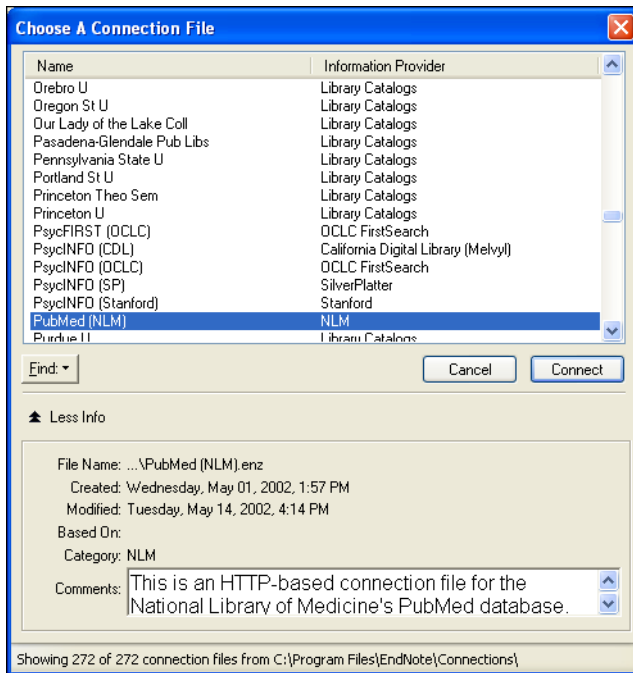 Choose A Connection File
Name Information Provider
Orebro U Library Catalogs
Oregon St U Library Catalogs
Our Lady of the Lake Coll Library Catalogs
Pasadena-Glendale Pub Libs Library Catalogs
Pennsylvania State U Library Catalogs
Portland St U Library Catalogs
Princeton Theo Sem Library Catalogs
Princeton U Library Catalogs
PsycFIRST (OCLC) OCLC FirstSearch
PsycINFO (CDL) California Digital Library (Melvyl)
PsycINFO (OCLC) OCLC FirstSearch
PsycINFO (SP) SilverPlatter
PsycINFO (Stanford) Stanford
PubMed (NLM) NLM
Purdue U Library Catalogs
Find: Cancel Connect
Less Info
File Name: ...\PubMed (NLM).enz
Created: Wednesday, May 01, 2002, 1:57 PM
Modified: Tuesday, May 14, 2002, 4:14 PM
Based On:
Category: NLM
Comments: This is an HTTP-based connection file for the
National Library of Medicine's PubMed database.
Showing 272 of 272 connection files from C:\Program Files\EndNote\Connections\